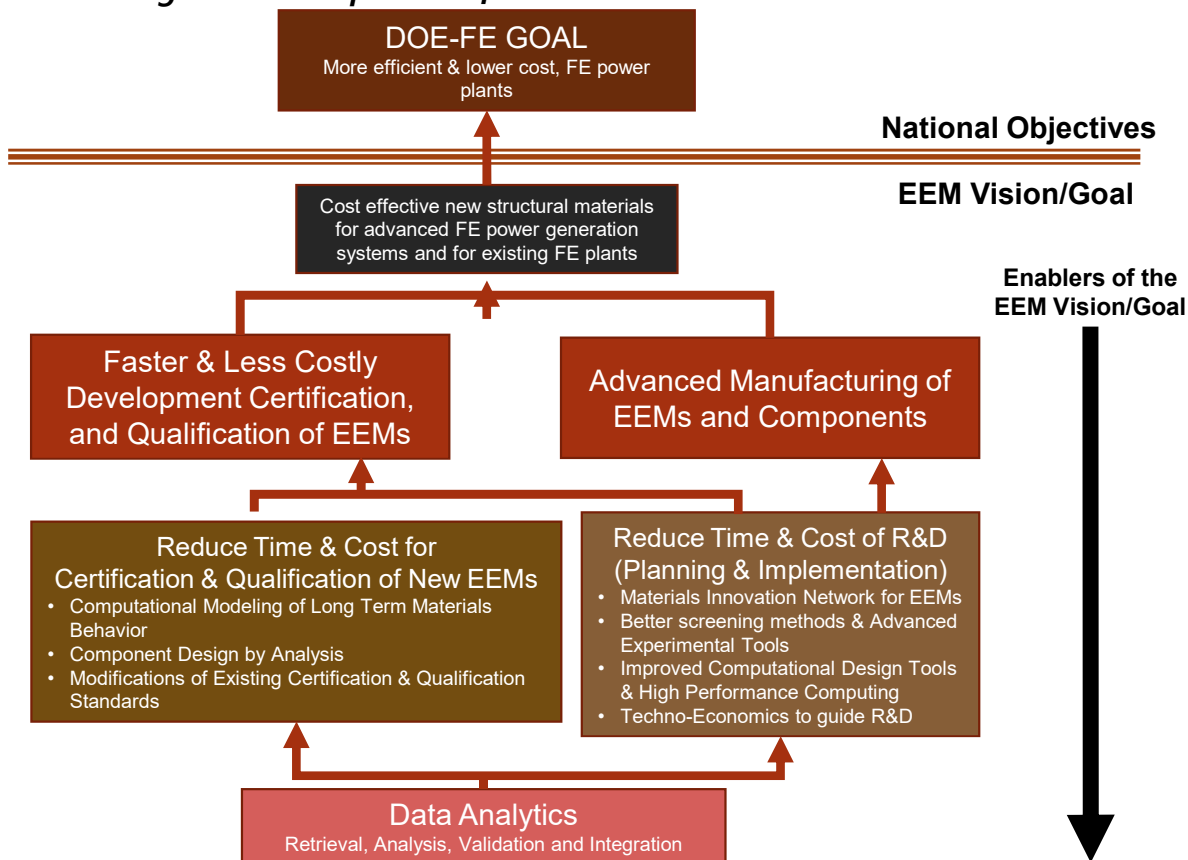 DOE-FE GOAL
More efficient & lower cost, FE power
plants
National Objectives
EEM Vision/Goal
Cost effective new structural materials
for advanced FE power generation
systems and for existing FE plants
Enablers of the
EEM Vision/Goal
Faster & Less Costly
Development Certification,
and Qualification of EEMs
Advanced Manufacturing of
EEMs and Components
Reduce Time & Cost for
Certification & Qualification of New EEMs
• Computational Modeling of Long Term Materials
Behavior
• Component Design by Analysis
• Modifications of Existing Certification & Qualification
Standards
Reduce Time & Cost of R&D
(Planning & Implementation)
• Materials Innovation Network for EEMs
• Better screening methods & Advanced
Experimental Tools
• Improved Computational Design Tools
& High Performance Computing
• Techno-Economics to guide R&D
Data Analytics
Retrieval, Analysis, Validation and Integration